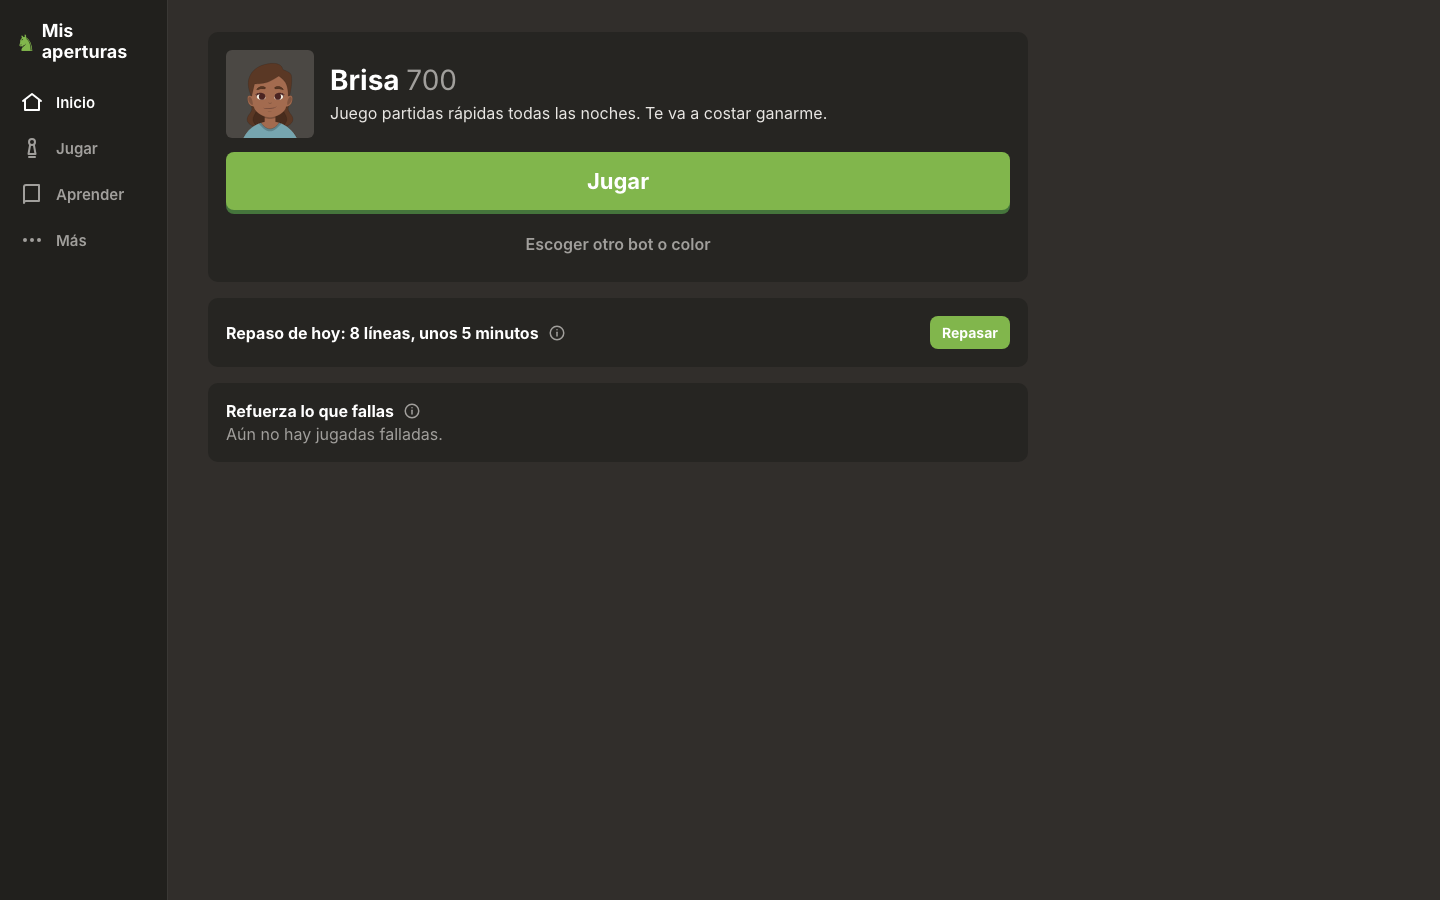 Mis
aperturas
Inicio
Jugar
Aprender
Más
Brisa 700
Juego partidas rápidas todas las noches. Te va a costar ganarme.
Jugar
Escoger otro bot o color
Repaso de hoy: 8 líneas, unos 5 minutos
Repasar
Refuerza lo que fallas
Aún no hay jugadas falladas.